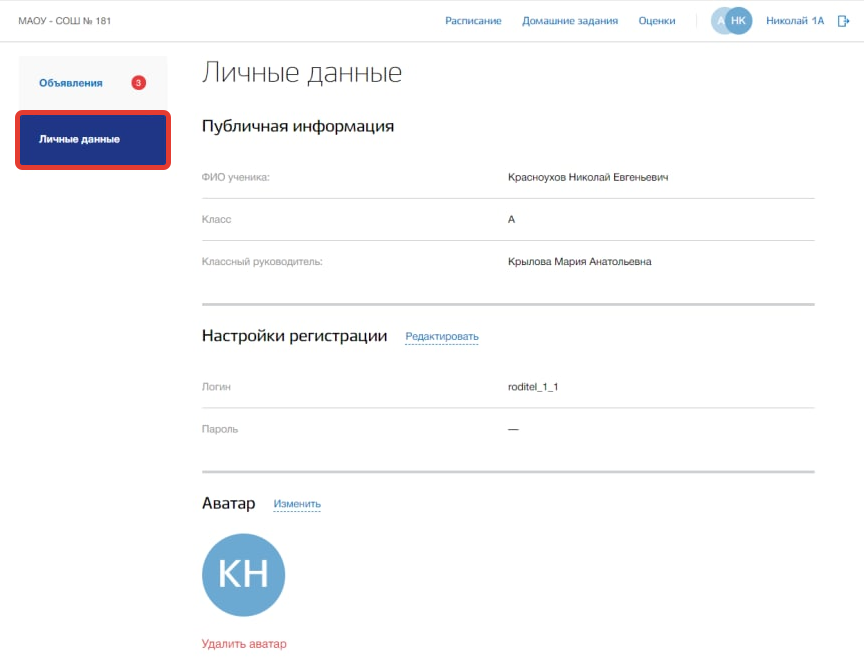 МАОУ - СОШ № 181
Расписание Домашние задания Оценки А НК Николай 1А
Объявления 3
Личные данные
Личные данные
Публичная информация
ФИО ученика: Красноухов Николай Евгеньевич
Класс А
Классный руководитель: Крылова Мария Анатольевна
Настройки регистрации Редактировать
Логин roditel_1_1
Пароль —
Аватар Изменить
КН
Удалить аватар